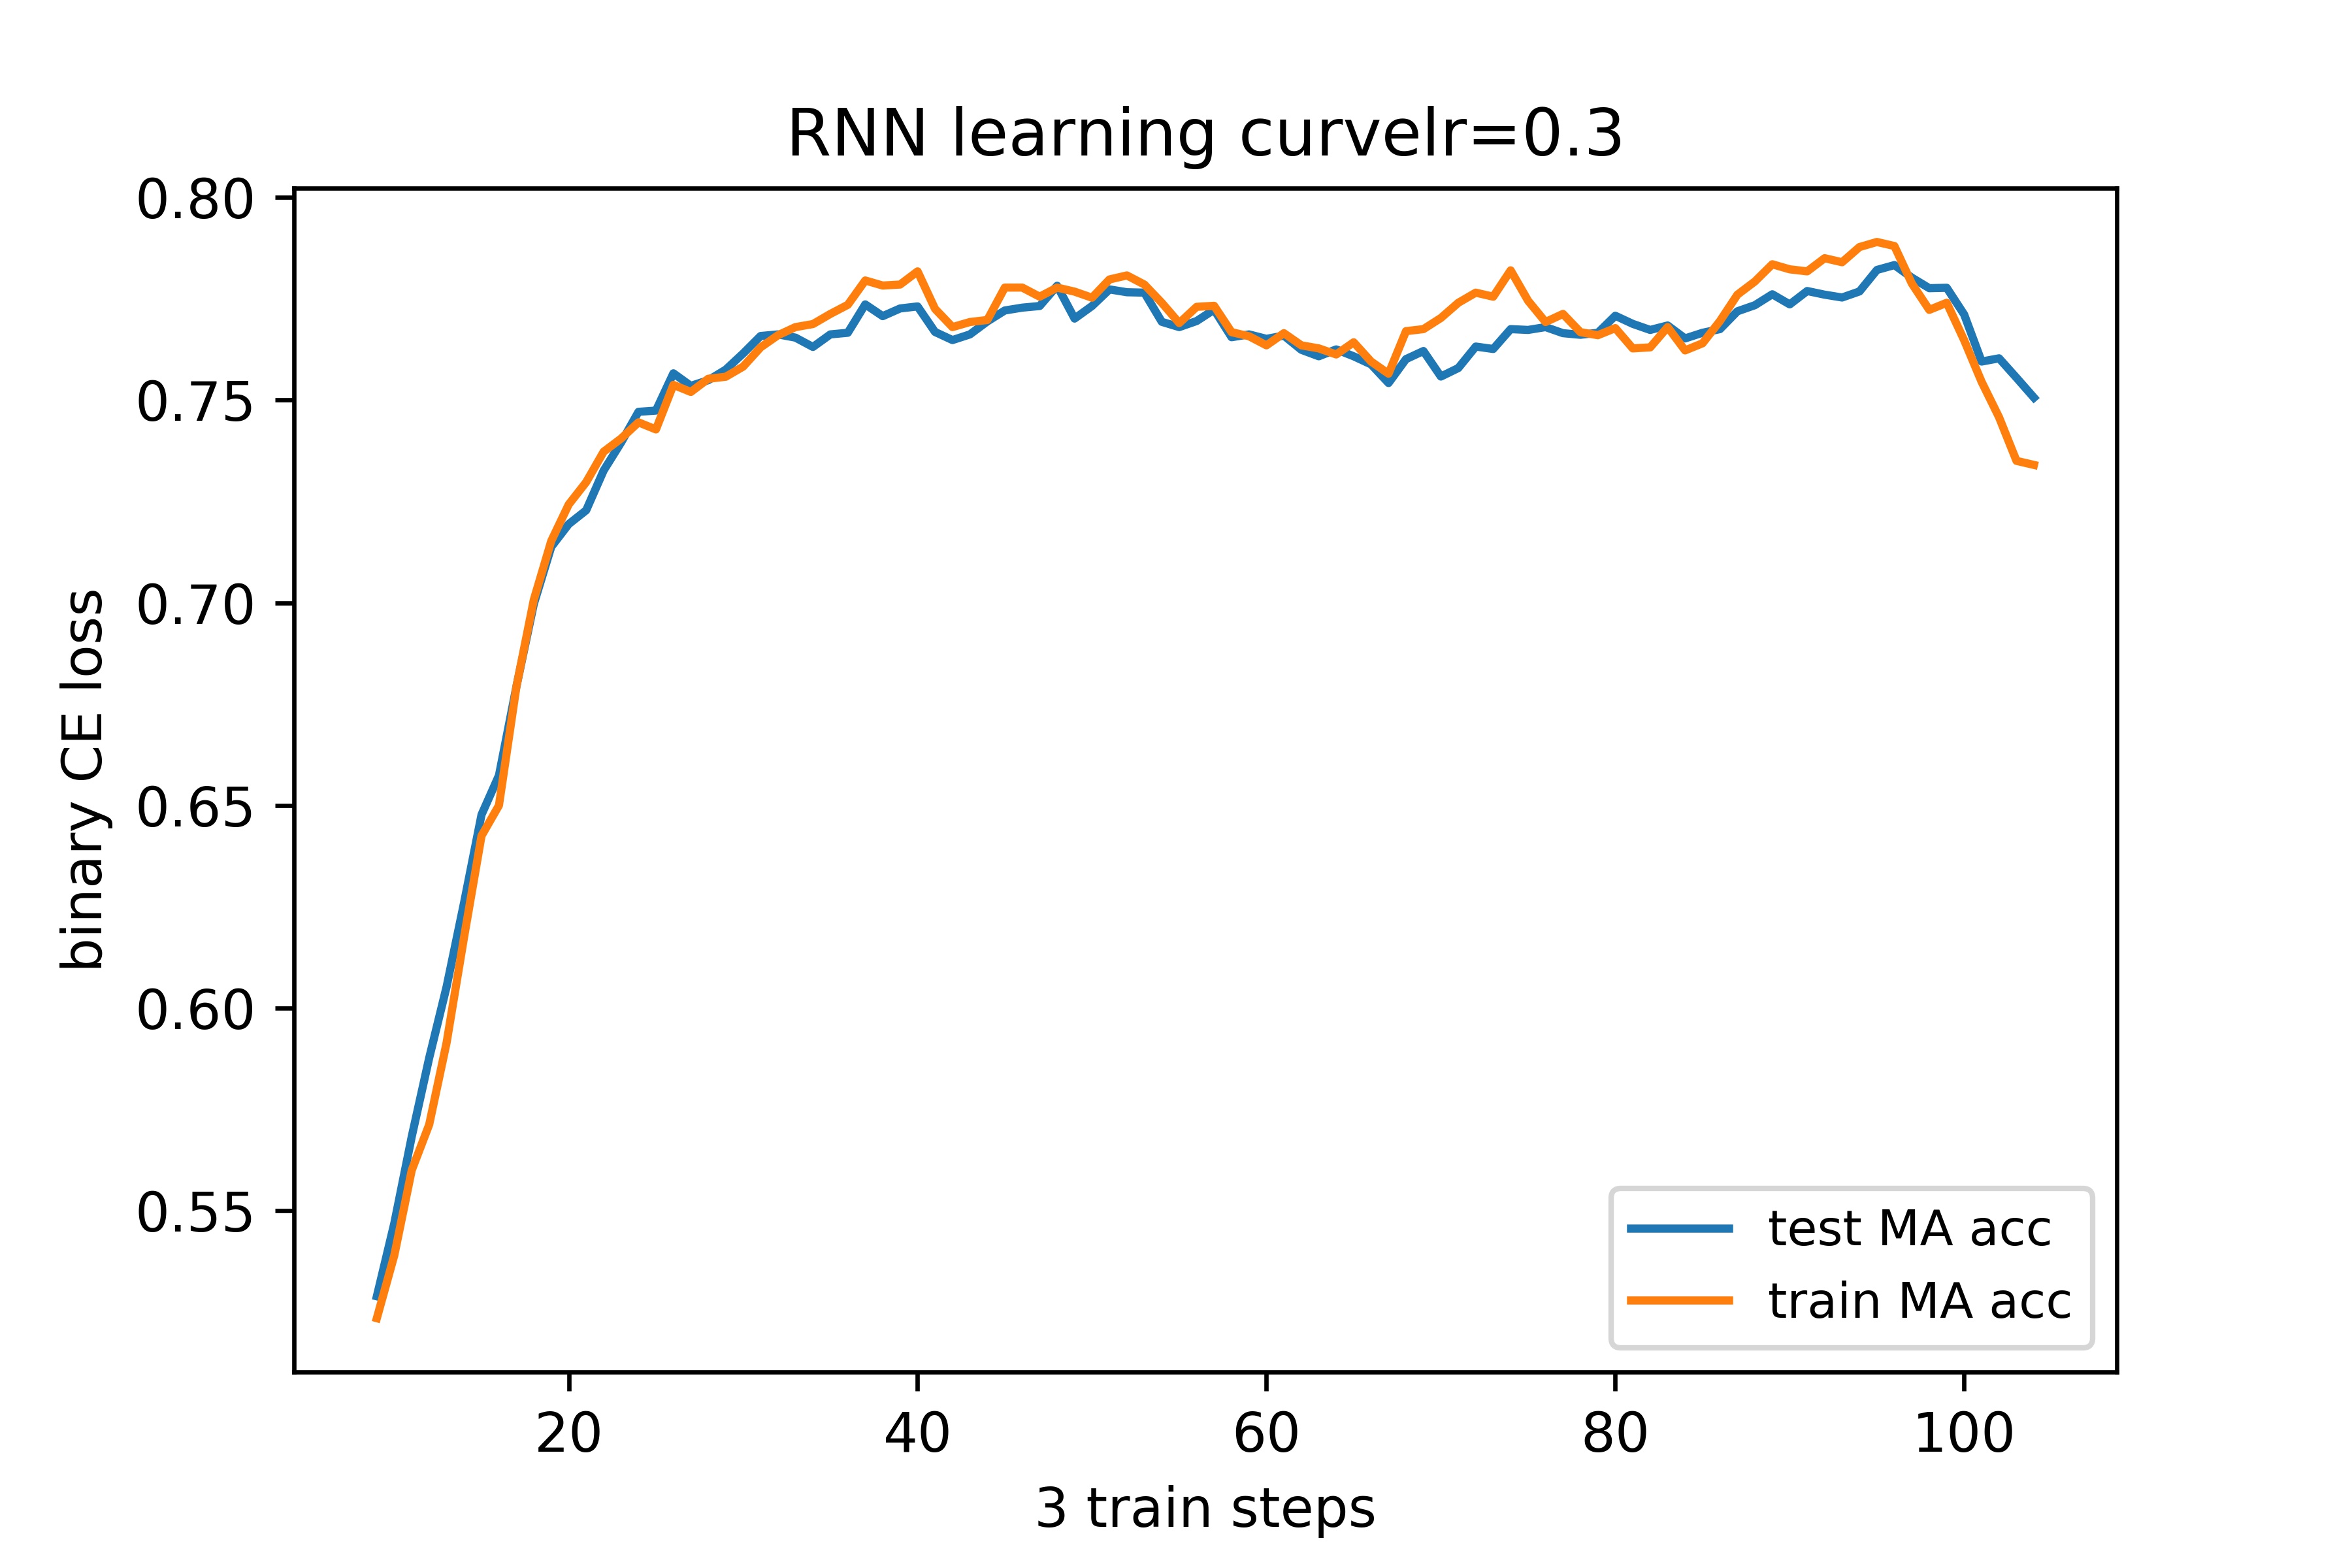 RNN learning curvelr=0.3
0.80
0.75
0.70
0.65
0.60
0.55
binary CE loss
test MA acc
train MA acc
20 40 60 80 100
3 train steps